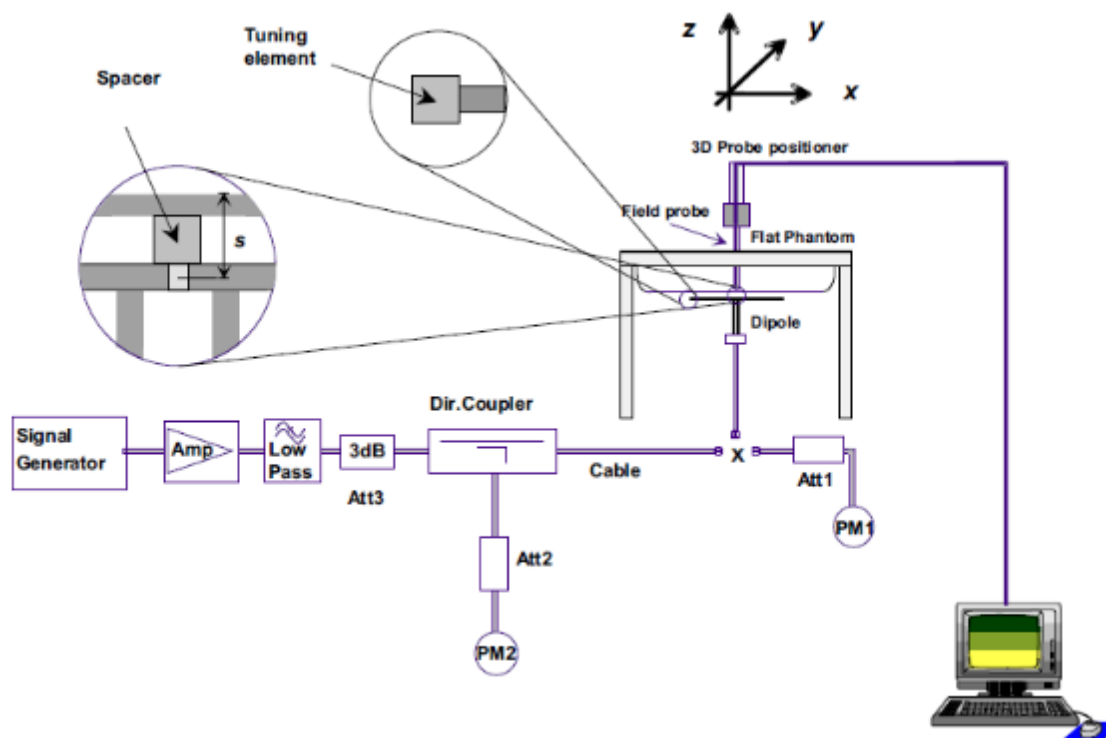 Tuning
element
Spacer
s
z
y
x
3D Probe positioner
Field probe
Flat Phantom
Dipole
Dir.Coupler
Signal
Generator
Amp
Low
Pass
3dB
Att3
Cable
X
Att1
PM1
Att2
PM2